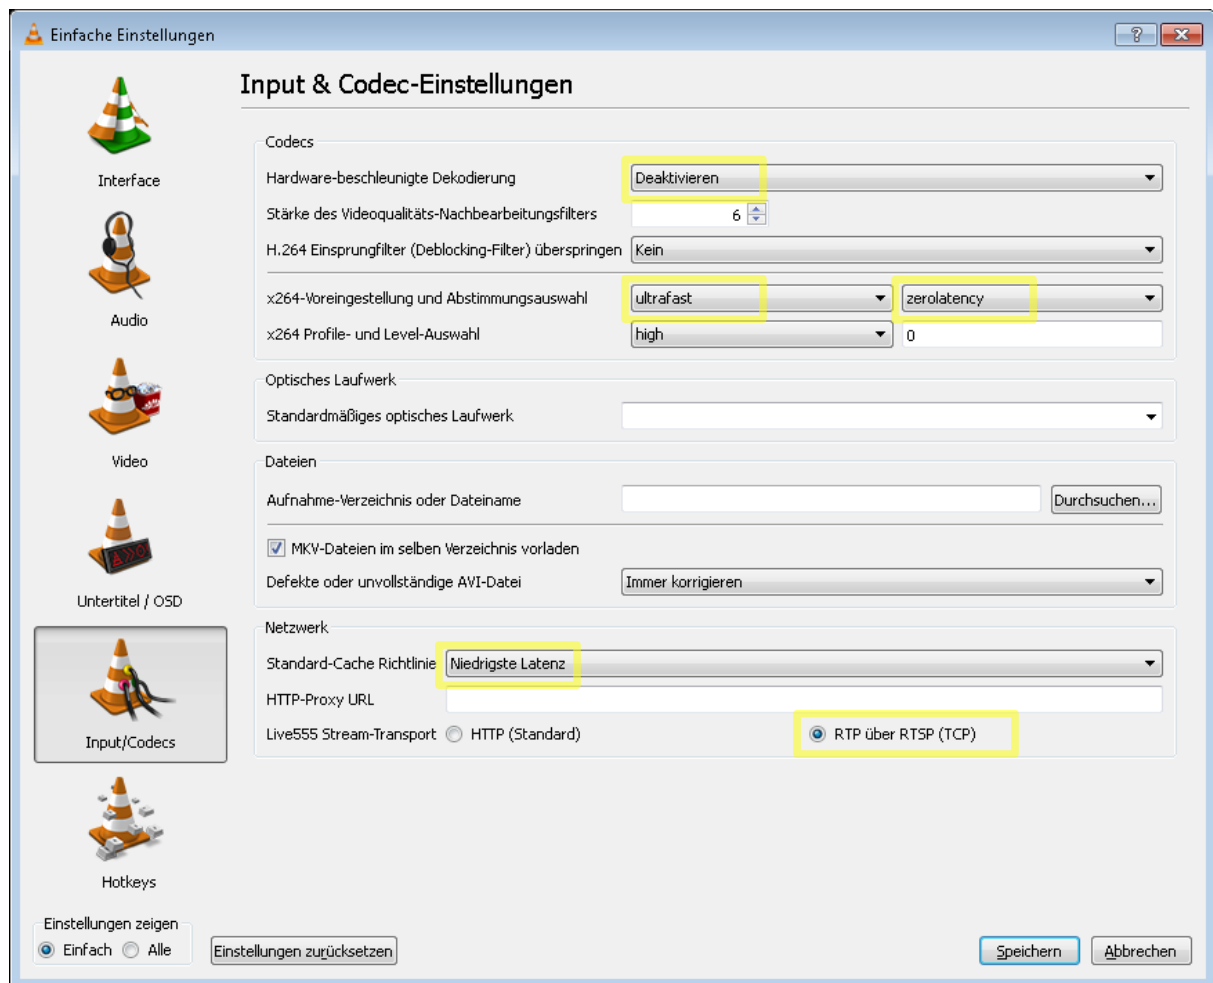 Einfache Einstellungen
Input & Codec-Einstellungen
Interface
Audio
Video
Untertitel / OSD
Input/Codecs
Hotkeys
Codecs
Hardware-beschleunigte Dekodierung Deaktivieren
Stärke des Videoqualitäts-Nachbearbeitungsfilters 6
H.264 Einsprungfilter (Deblocking-Filter) überspringen Kein
x264-Voreingestellung und Abstimmungsauswahl ultrafast zerolatency
x264 Profile- und Level-Auswahl high 0
Optisches Laufwerk
Standardmäßiges optisches Laufwerk
Dateien
Aufnahme-Verzeichnis oder Dateiname Durchsuchen...
MKV-Dateien im selben Verzeichnis vorladen
Defekte oder unvollständige AVI-Datei Immer korrigieren
Netzwerk
Standard-Cache Richtlinie Niedrigste Latenz
HTTP-Proxy URL
Live555 Stream-Transport HTTP (Standard) RTP über RTSP (TCP)
Einstellungen zeigen
Einfach Alle Einstellungen zurücksetzen Speichern Abbrechen